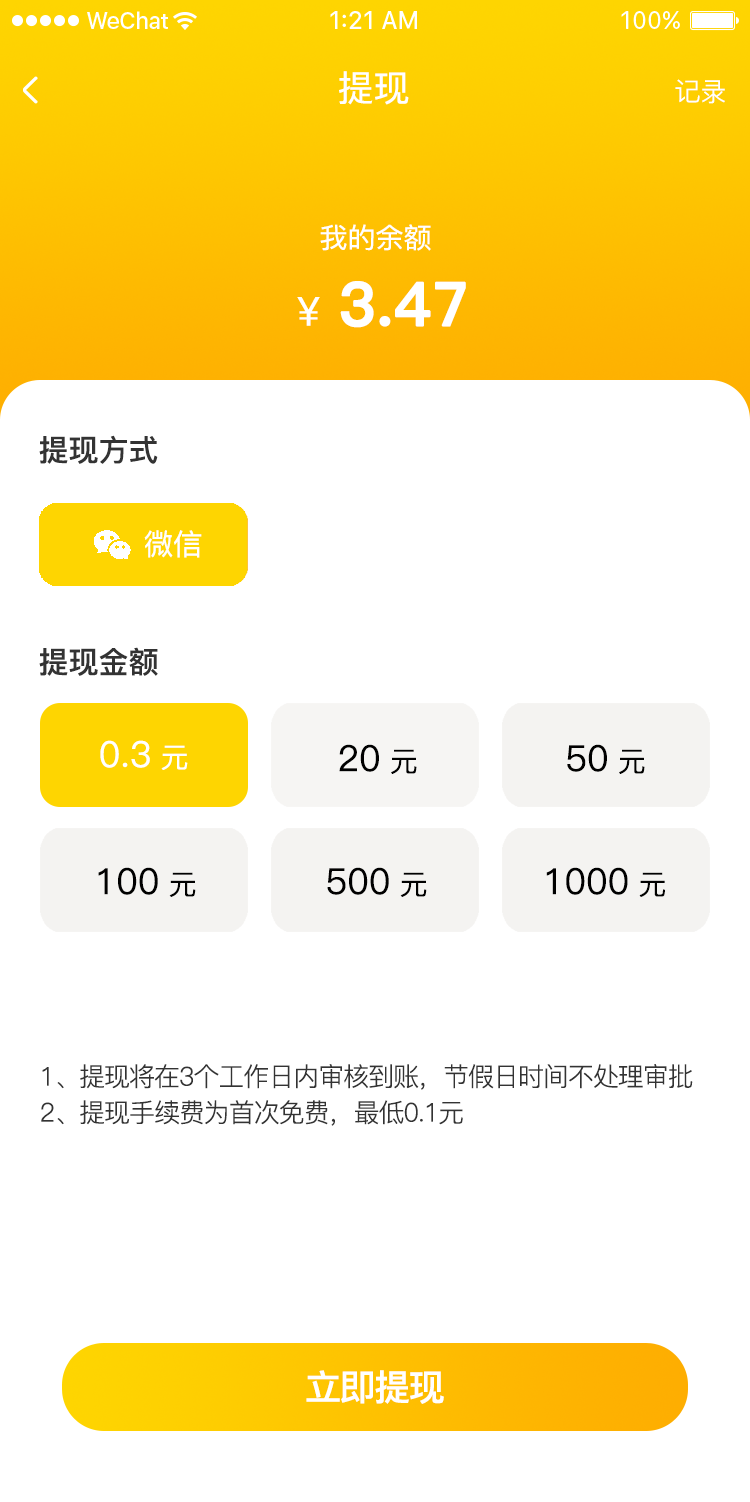 WeChat 1:21 AM 100%
提现 记录
我的余额
¥ 3.47
提现方式
微信
提现金额
0.3 元 20 元 50 元
100 元 500 元 1000 元
1、提现将在3个工作日内审核到账，节假日时间不处理审批
2、提现手续费为首次免费，最低0.1元
立即提现